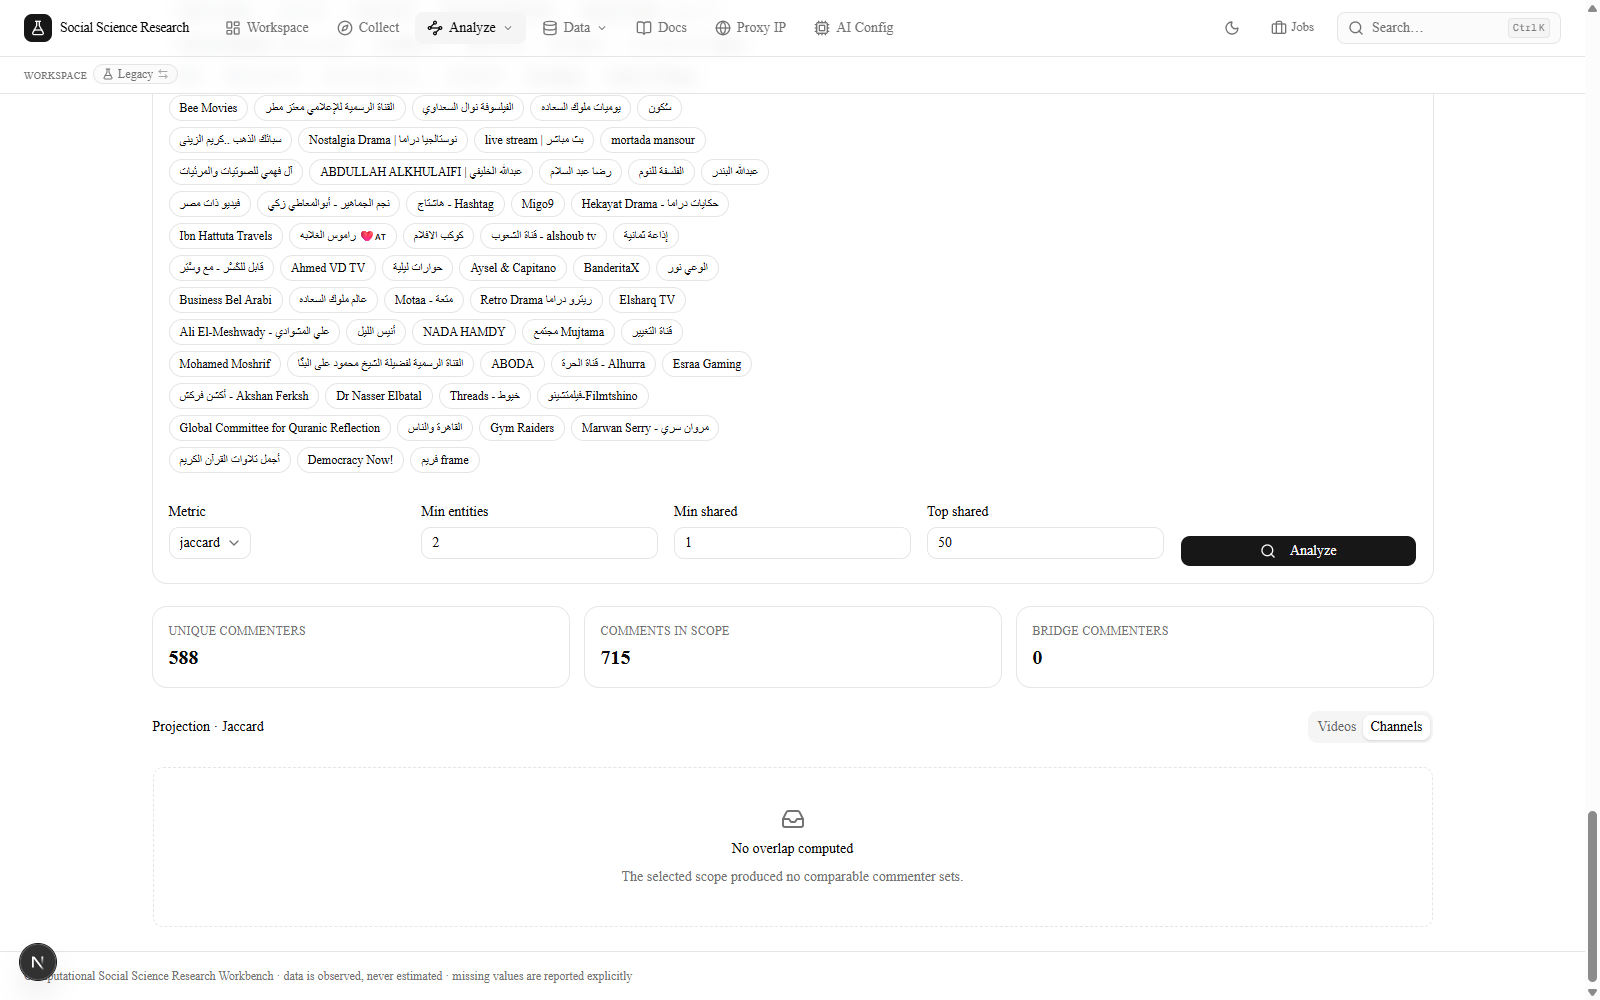 Social Science Research Workspace Collect Analyze Data Docs Proxy IP AI Config Jobs Search… Ctrl K
WORKSPACE Legacy
Bee Movies القناة الرسمية للإعلامي معتز مطر الفيلسوفة نوال السعداوي يوميات ملوك السعاده سكون
سبائك الذهب ..كريم الزينى Nostalgia Drama | نوستالجيا دراما live stream | بث مباشر mortada mansour
آل فهمي للصوتيات والمرئيات ABDULLAH ALKHULAIFI | عبدالله الخليفي رضا عبد السلام الفلسفة للنوم عبدالله البندر
فيديو ذات مصر نجم الجماهير - أبوالمعاطي زكي هاشتاج - Hashtag Migo9 Hekayat Drama - حكايات دراما
Ibn Hattuta Travels راموس الغلابه ❤️ AT كوكب الافلام قناة الشعوب - alshoub tv إذاعة ثمانية
قابل للكسر - مع وسيّر Ahmed VD TV حوارات ليلية Aysel & Capitano BanderitaX الوعي نور
Business Bel Arabi عالم ملوك السعاده Motaa - متعة Retro Drama ريترو دراما Elsharq TV
Ali El-Meshwady - علي المشوادي أنيس الليل NADA HAMDY مجتمع Mujtama قناة التغيير
Mohamed Moshrif القناة الرسمية لفضيلة الشيخ محمود على البنّا ABODA قناة الحرة - Alhurra Esraa Gaming
أكشن فركش - Akshan Ferksh Dr Nasser Elbatal Threads - خيوط فيلمتشينو-Filmtshino
Global Committee for Quranic Reflection القاهرة والناس Gym Raiders Marwan Serry - مروان سري
أجمل تلاوات القرآن الكريم Democracy Now! فريم frame
Metric Min entities Min shared Top shared
jaccard 2 1 50 Analyze
UNIQUE COMMENTERS COMMENTS IN SCOPE BRIDGE COMMENTERS
588 715 0
Projection · Jaccard Videos Channels
No overlap computed
The selected scope produced no comparable commenter sets.
N putational Social Science Research Workbench · data is observed, never estimated · missing values are reported explicitly